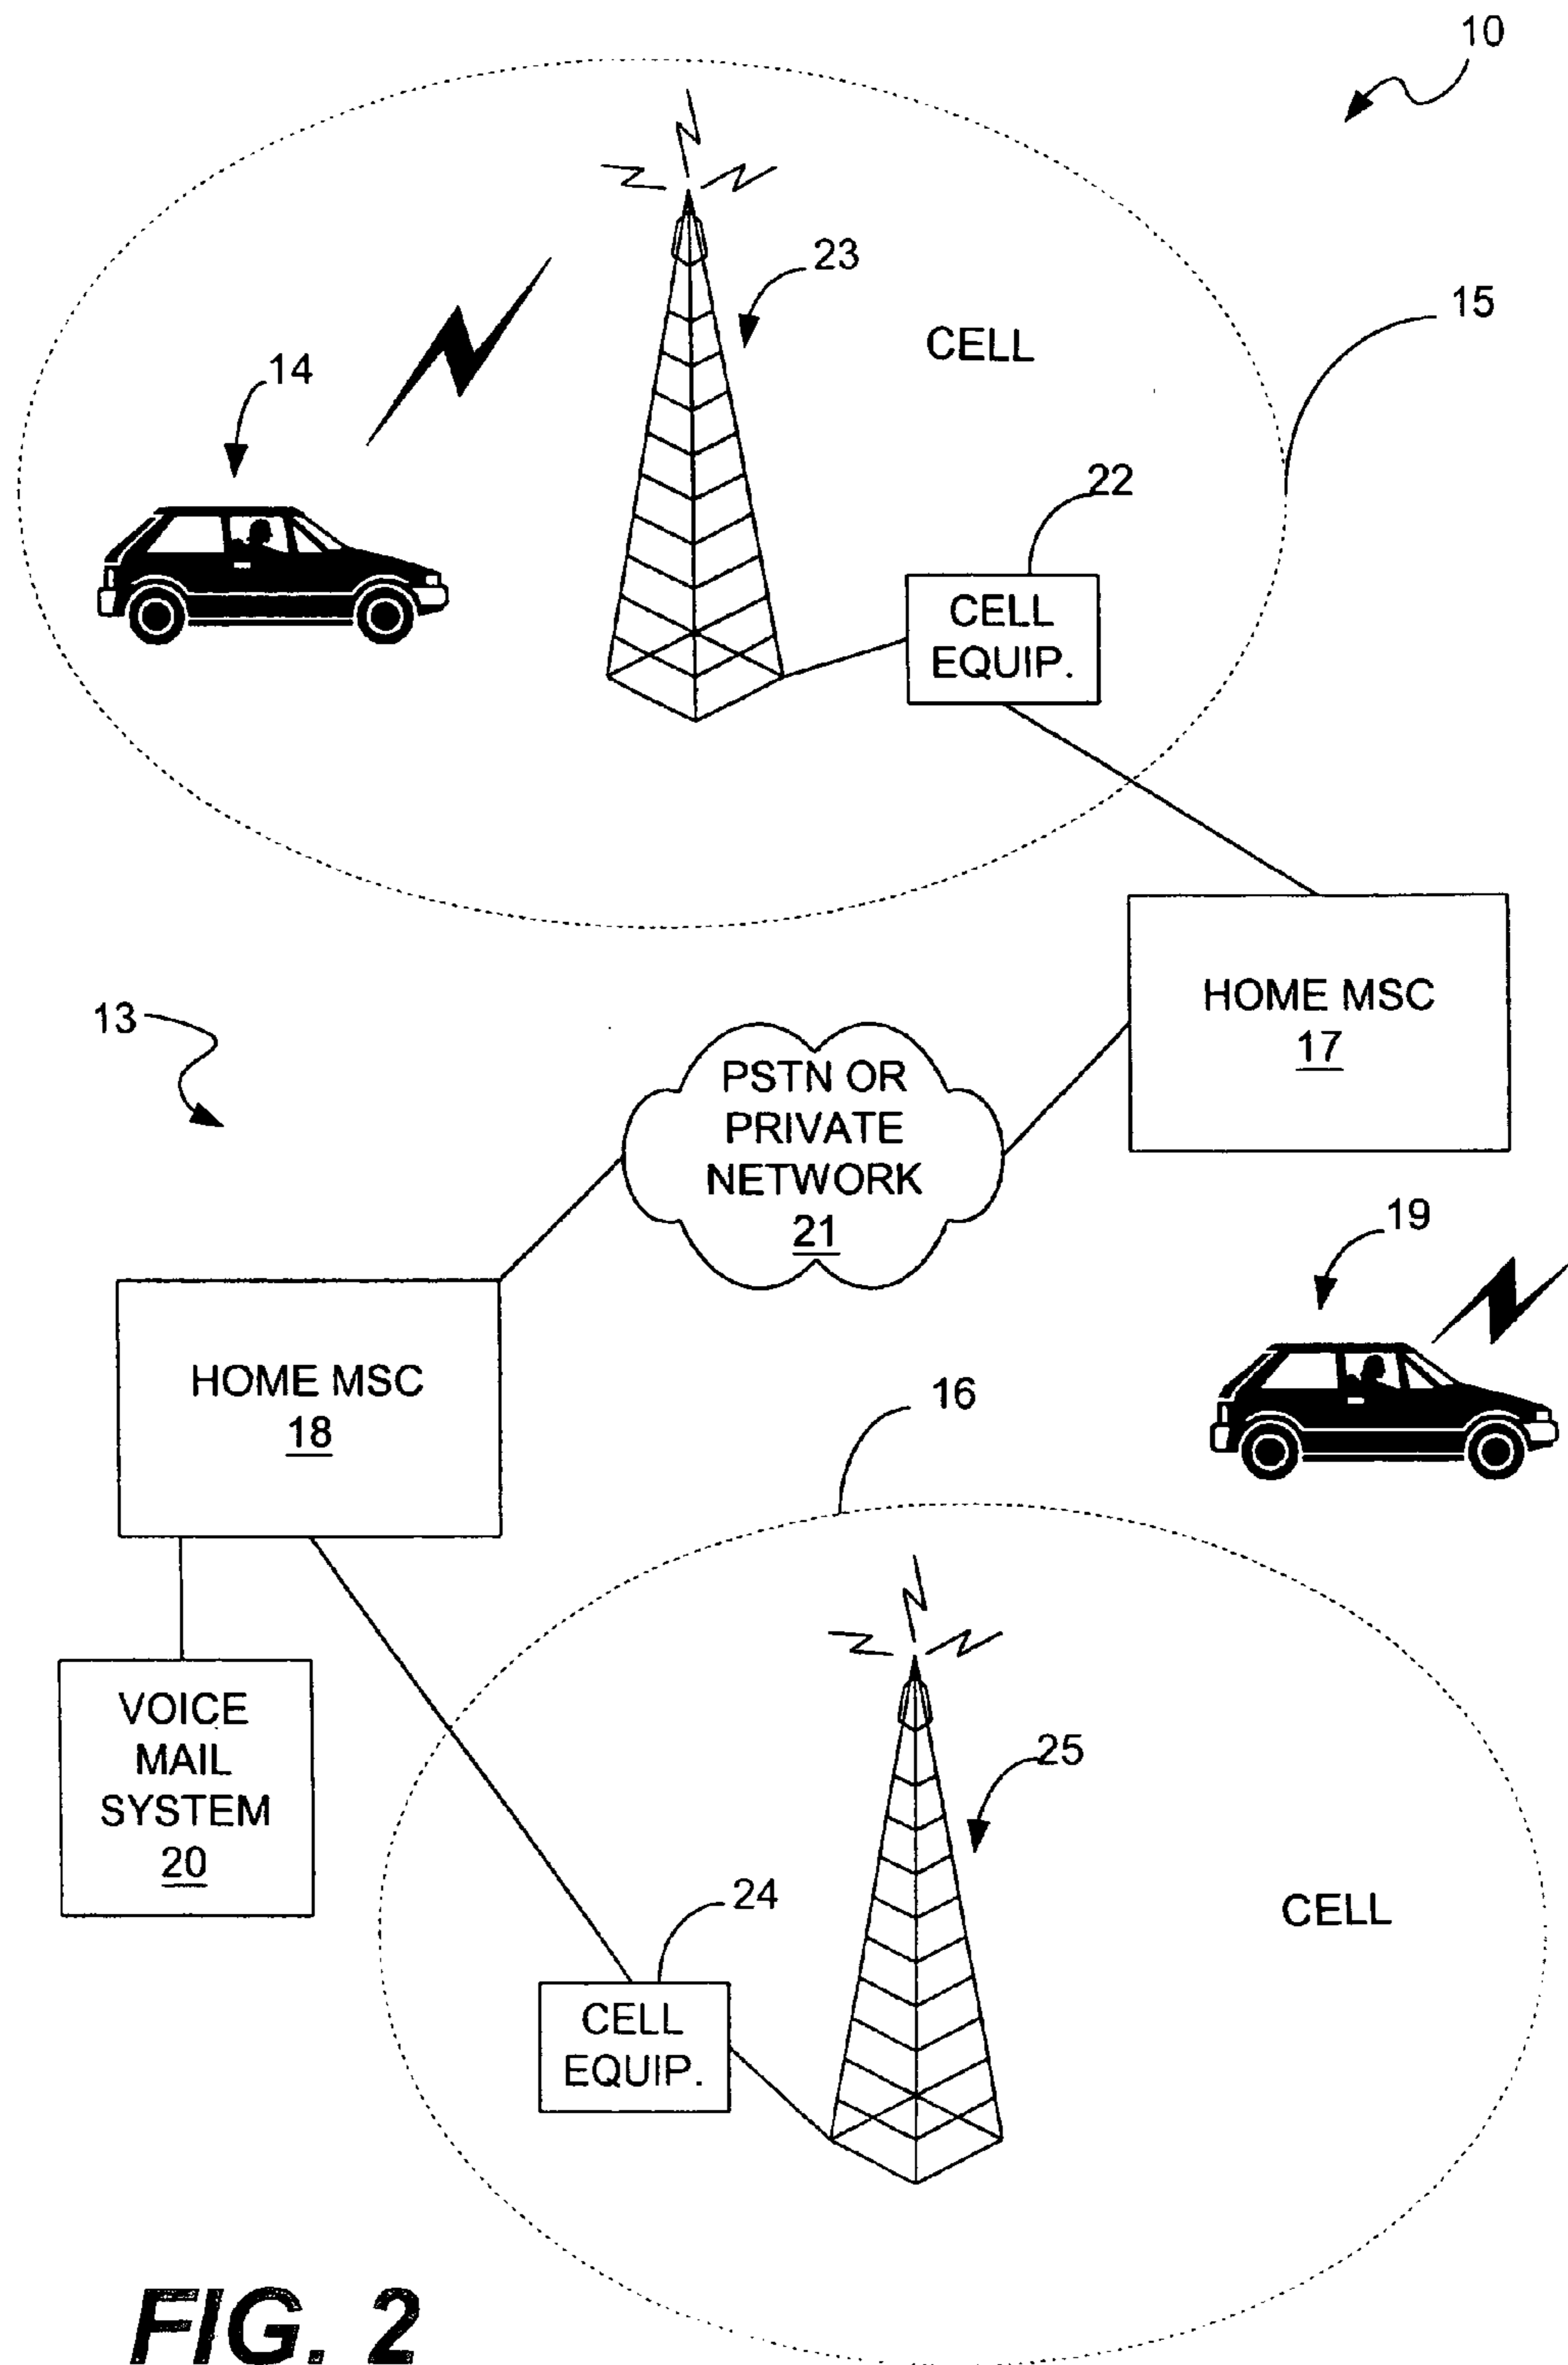 10
23
15
CELL
14
22
CELL
EQUIP.
HOME MSC
17
13
PSTN OR
PRIVATE
NETWORK
21
19
HOME MSC
18
16
VOICE
MAIL
SYSTEM
20
25
24
CELL
CELL
EQUIP.
FIG. 2